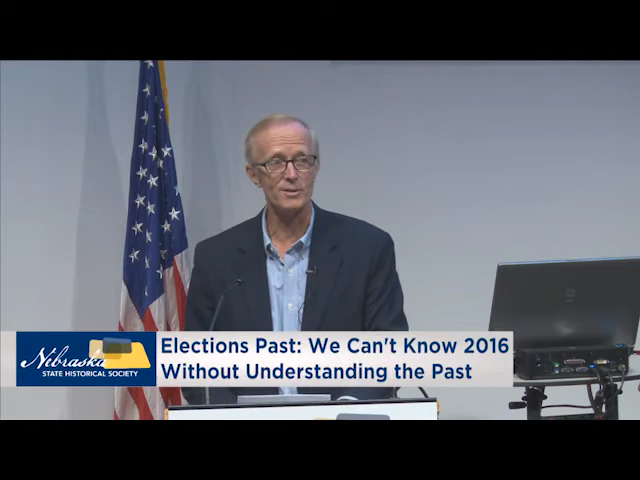 Nebraska
STATE HISTORICAL SOCIETY
Elections Past: We Can't Know 2016
Without Understanding the Past